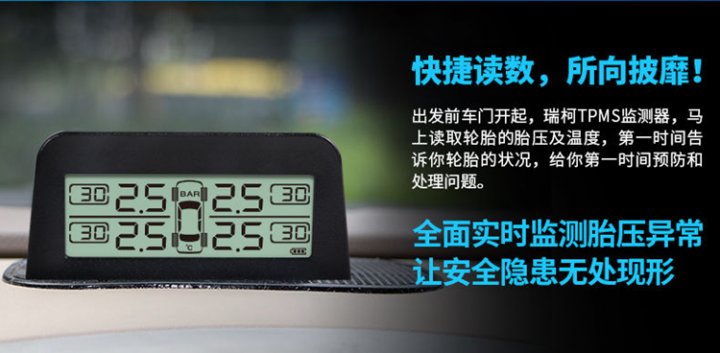 快捷读数，所向披靡！
出发前车门开起，瑞柯TPMS监测器，马
上读取轮胎的胎压及温度，第一时间告
诉你轮胎的状况，给你第一时间预防和
处理问题。
全面实时监测胎压异常
让安全隐患无处现形
30 2.5 BAR 2.5 30
30 2.5 2.5 30
℃